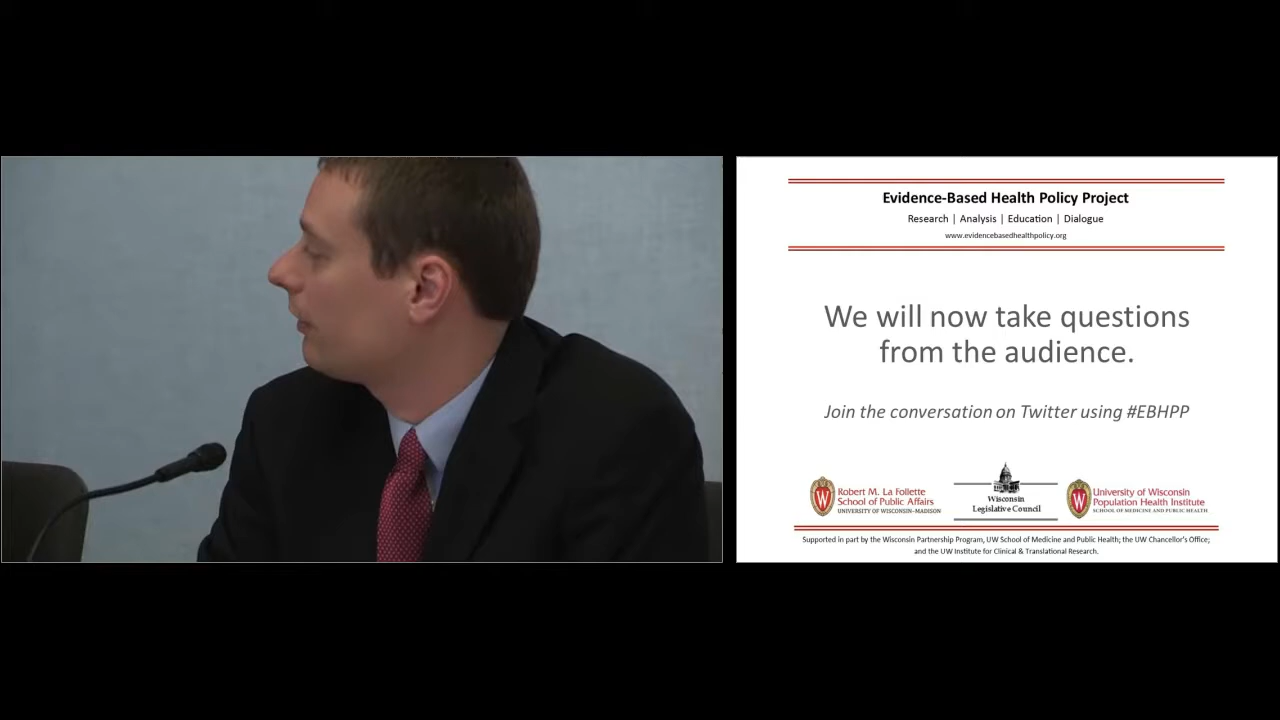 Evidence-Based Health Policy Project
Research | Analysis | Education | Dialogue
www.evidencebasedhealthpolicy.org
We will now take questions
from the audience.
Join the conversation on Twitter using #EBHPP
W
Robert M. La Follette
School of Public Affairs
UNIVERSITY OF WISCONSIN–MADISON
Wisconsin
Legislative Council
W
University of Wisconsin
Population Health Institute
SCHOOL OF MEDICINE AND PUBLIC HEALTH
Supported in part by the Wisconsin Partnership Program, UW School of Medicine and Public Health; the UW Chancellor's Office;
and the UW Institute for Clinical & Translational Research.